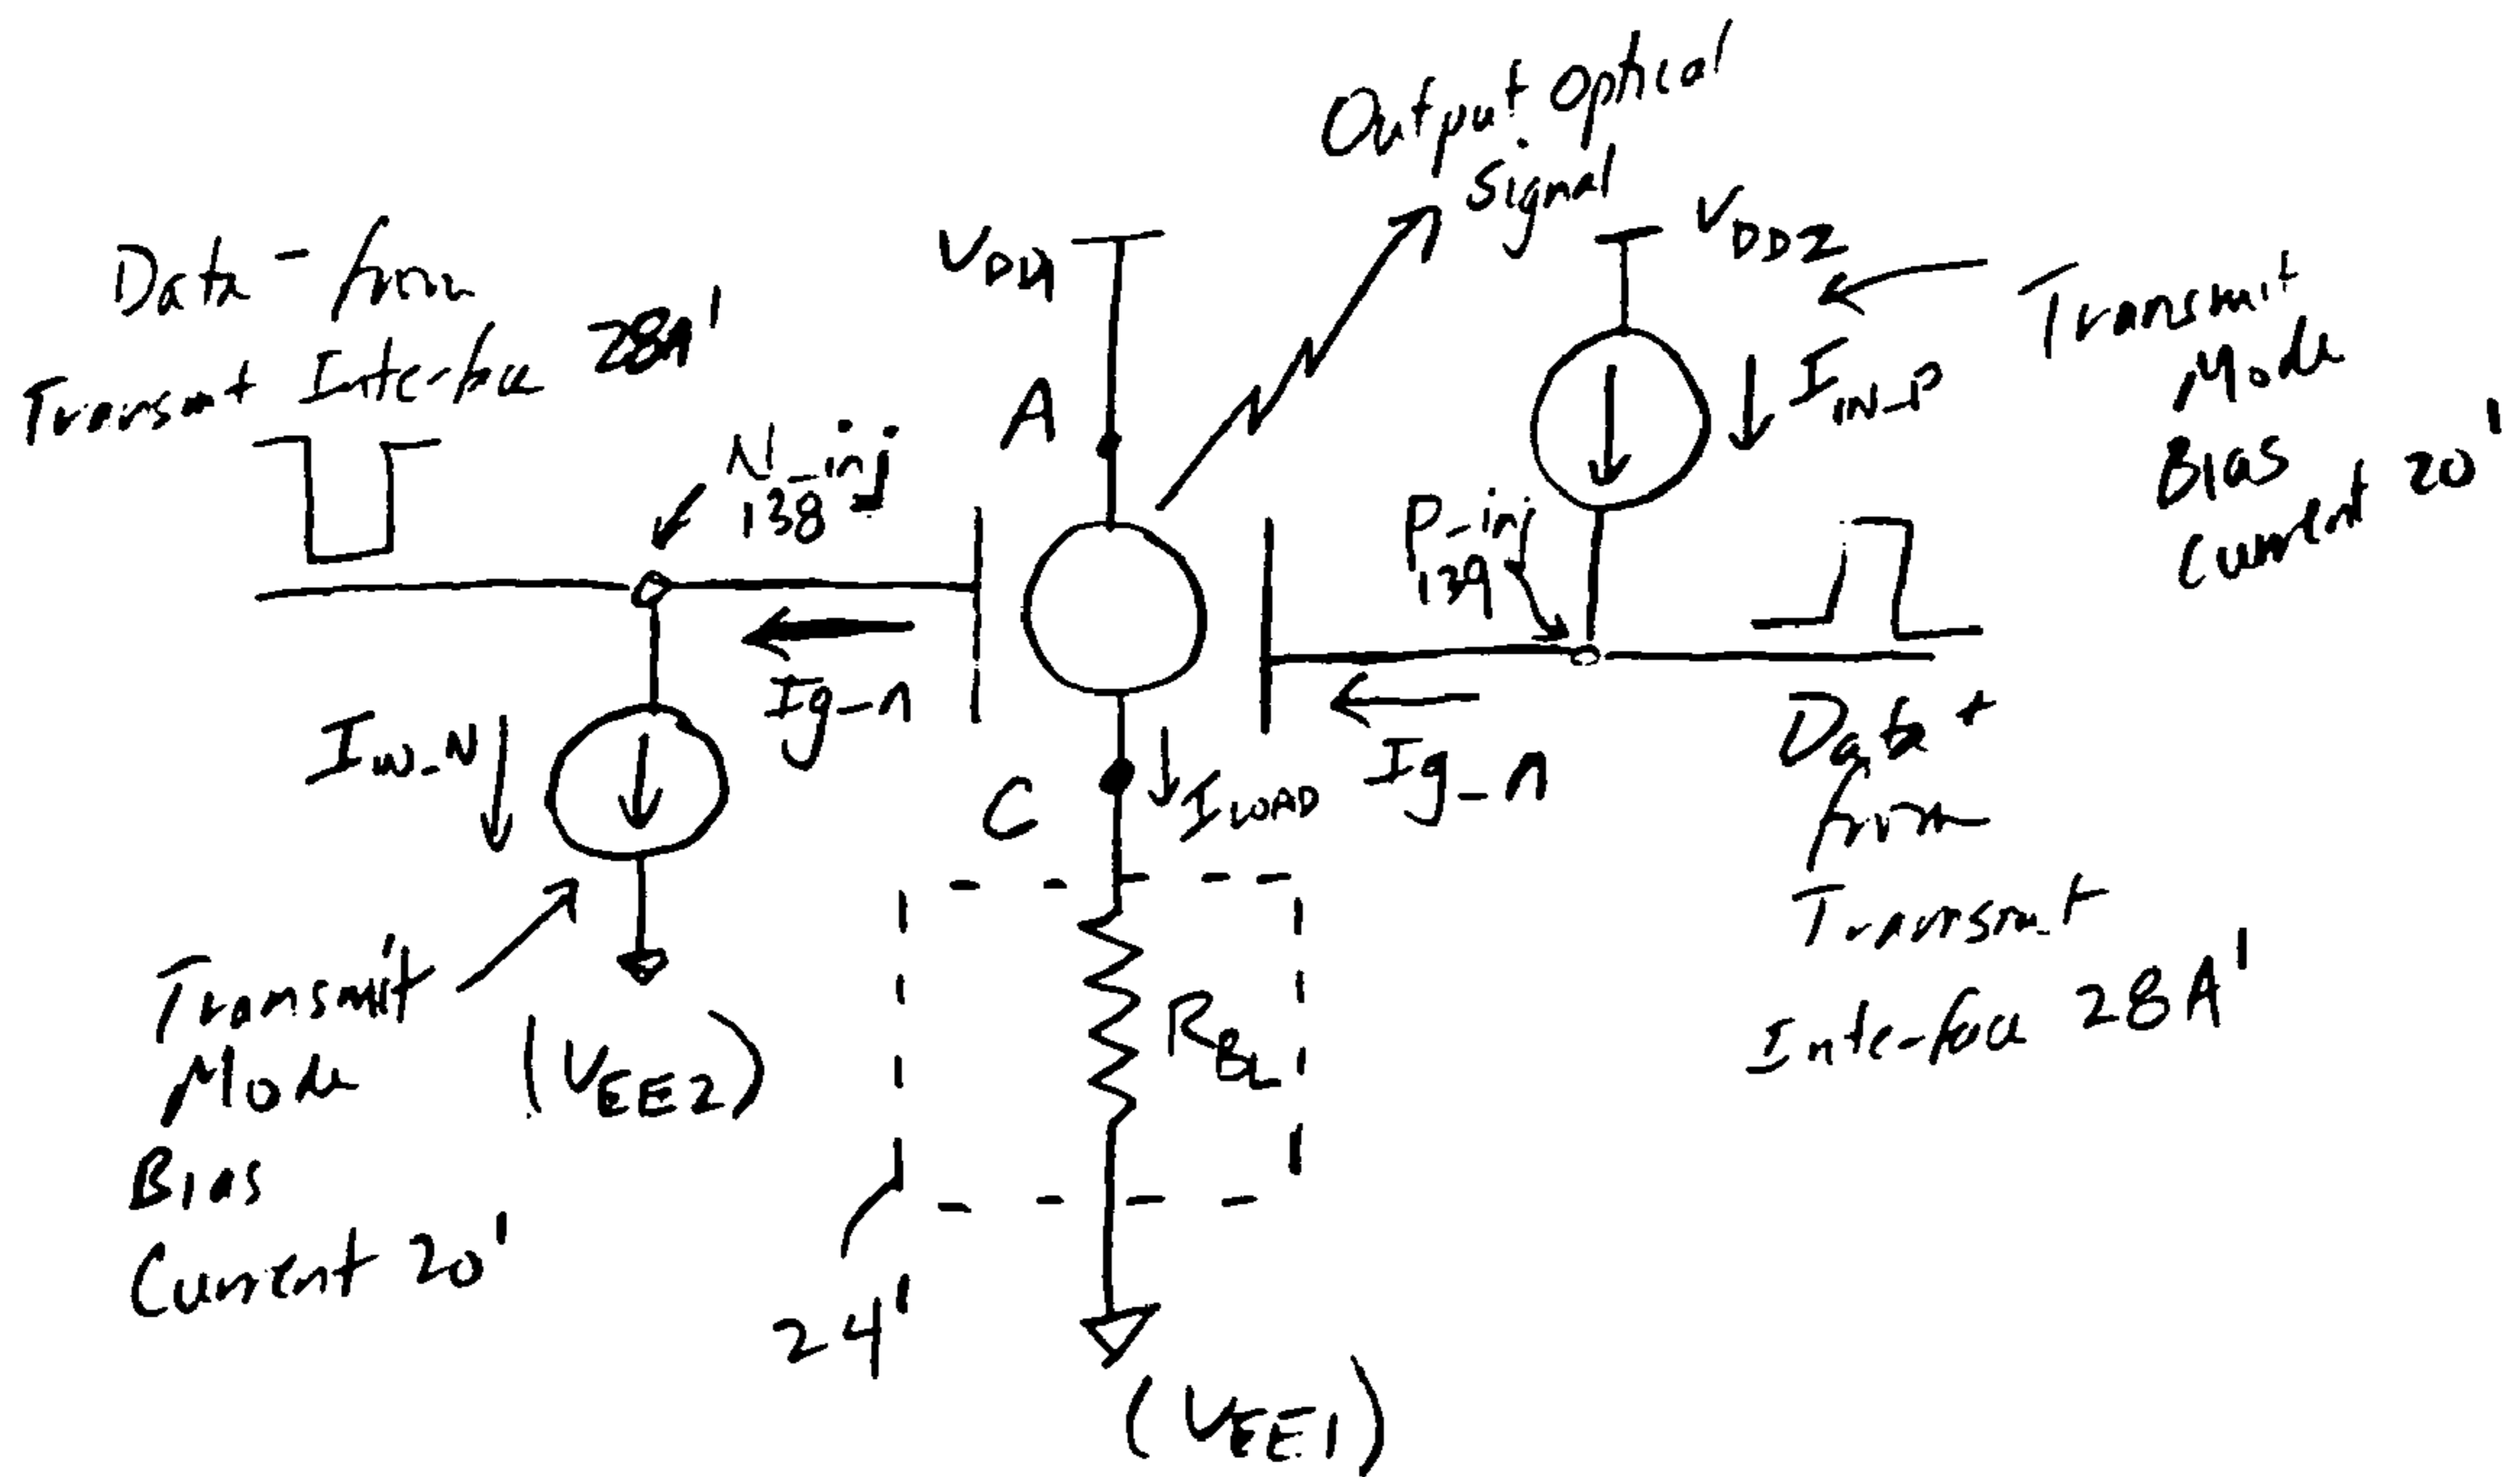 Output Optical
Signal
Data - from
Transmit Interface 28A'
VDD1
VDD2
Transmit
Mode
Bias
Current 20'
A
IIN_P
N_inj
138
P_inj
139
Ig_n
IIN_N
C
ILOAD
Ig_n
Data +
from
Transmit
Interface 28A'
Transmit
Mode
Bias
Current 20'
(VEE2)
RBL
24'
(VEE1)